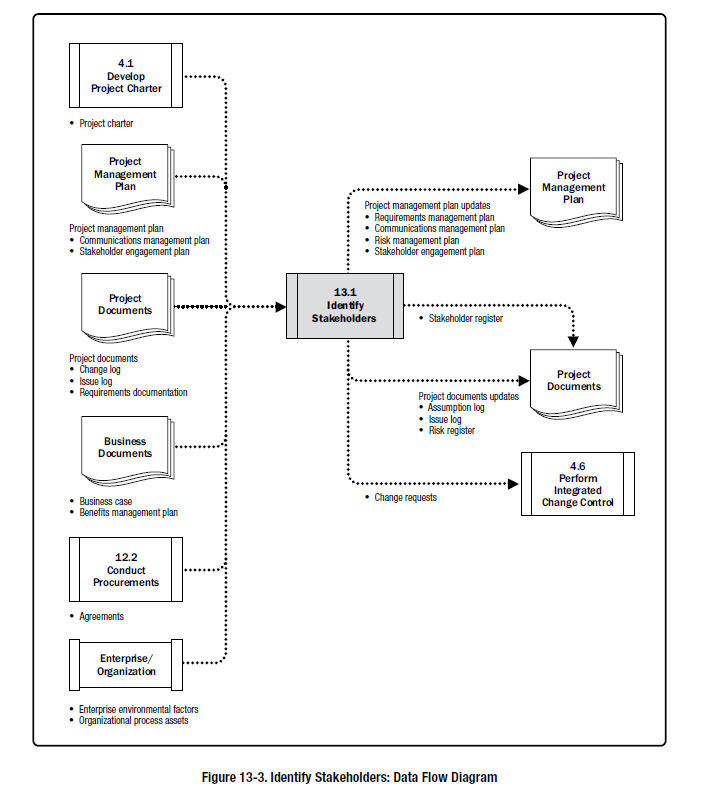 4.1
Develop
Project Charter
• Project charter
Project
Management
Plan
Project management plan
• Communications management plan
• Stakeholder engagement plan
Project
Documents
Project documents
• Change log
• Issue log
• Requirements documentation
Business
Documents
• Business case
• Benefits management plan
12.2
Conduct
Procurements
• Agreements
Enterprise/
Organization
• Enterprise environmental factors
• Organizational process assets
13.1
Identify
Stakeholders
Project management plan updates
• Requirements management plan
• Communications management plan
• Risk management plan
• Stakeholder engagement plan
Project
Management
Plan
• Stakeholder register
Project
Documents
Project documents updates
• Assumption log
• Issue log
• Risk register
• Change requests
4.6
Perform
Integrated
Change Control
Figure 13-3. Identify Stakeholders: Data Flow Diagram